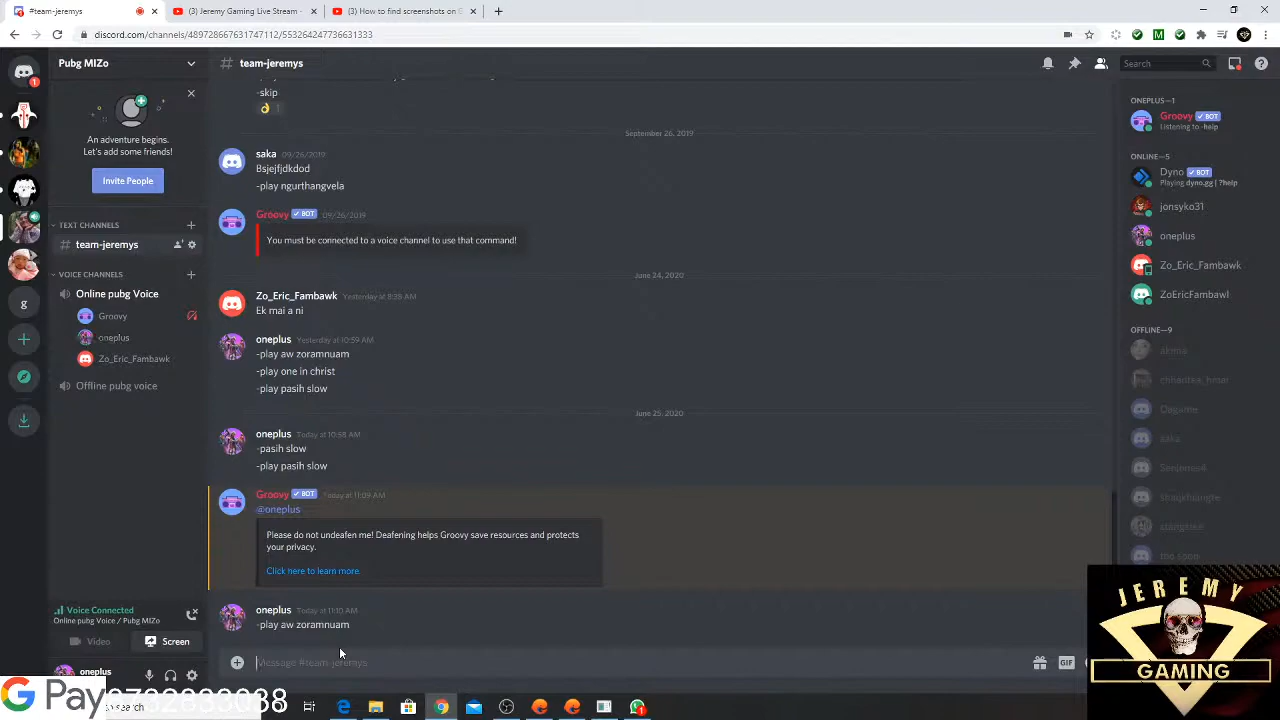 #team-jeremys
(3) Jeremy Gaming Live Stream -
(3) How to find screenshots on
discord.com/channels/489728667631747112/553264247736631333
Pubg MIZo
# team-jeremys
Search
An adventure begins.
Let's add some friends!
Invite People
TEXT CHANNELS
# team-jeremys
VOICE CHANNELS
Online pubg Voice
Groovy
oneplus
Zo_Eric_Fambawk
Offline pubg voice
g
-skip
1
September 26, 2019
saka 09/26/2019
Bsjejfjdkdod
-play ngurthangvela
Groovy BOT 09/26/2019
You must be connected to a voice channel to use that command!
June 24, 2020
Zo_Eric_Fambawk Yesterday at 8:38 AM
Ek mai a ni
oneplus Yesterday at 10:59 AM
-play aw zoramnuam
-play one in christ
-play pasih slow
June 25, 2020
oneplus Today at 10:58 AM
-pasih slow
-play pasih slow
Groovy BOT Today at 11:09 AM
@oneplus
Please do not undeafen me! Deafening helps Groovy save resources and protects
your privacy.
Click here to learn more.
oneplus Today at 11:10 AM
-play aw zoramnuam
Message #team-jeremys
GIF
ONEPLUS—1
Groovy BOT
Listening to -help
ONLINE—5
Dyno BOT
Playing dyno.gg | ?help
jonsyko31
oneplus
Zo_Eric_Fambawk
ZoEricFambawl
OFFLINE—9
chhadtea_hmar
saka
Voice Connected
Online pubg Voice / Pubg MIZo
Video
Screen
oneplus
G Pay
JEREMY
GAMING